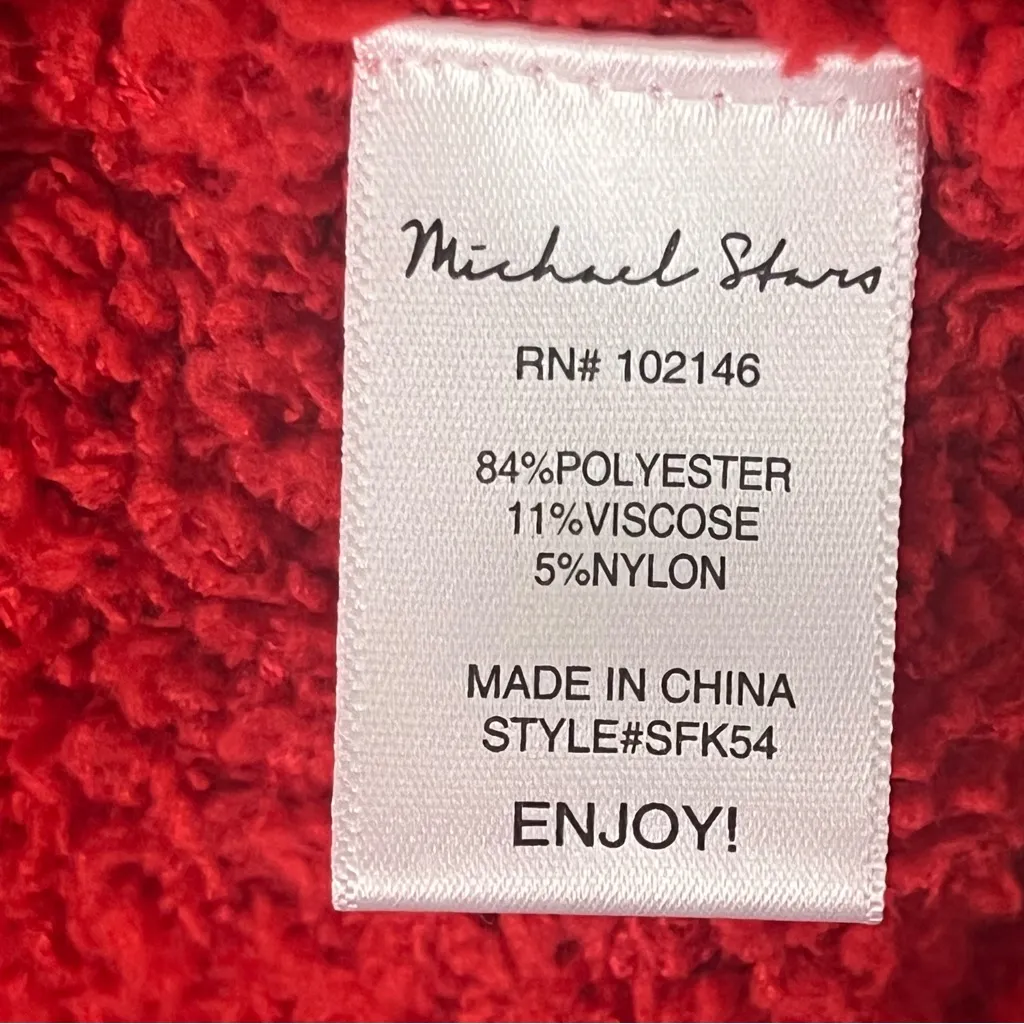 Michael Stars
RN# 102146
84%POLYESTER
11%VISCOSE
5%NYLON
MADE IN CHINA
STYLE#SFK54
ENJOY!